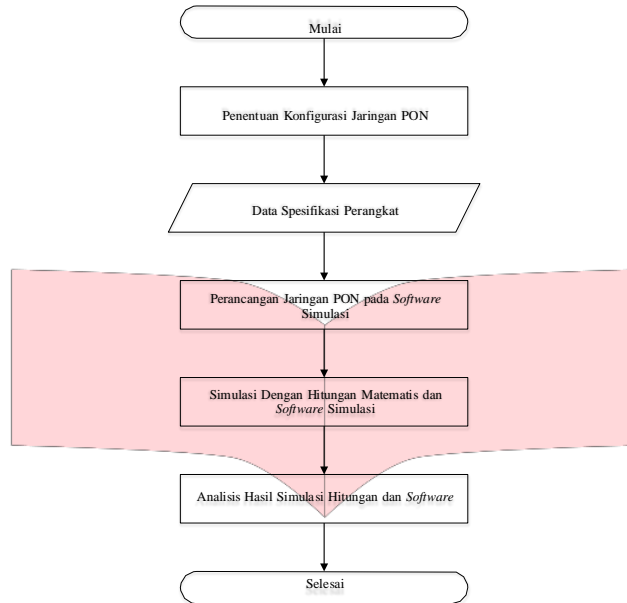 Mulai
Penentuan Konfigurasi Jaringan PON
Data Spesifikasi Perangkat
Perancangan Jaringan PON pada Software
Simulasi
Simulasi Dengan Hitungan Matematis dan
Software Simulasi
Analisis Hasil Simulasi Hitungan dan Software
Selesai